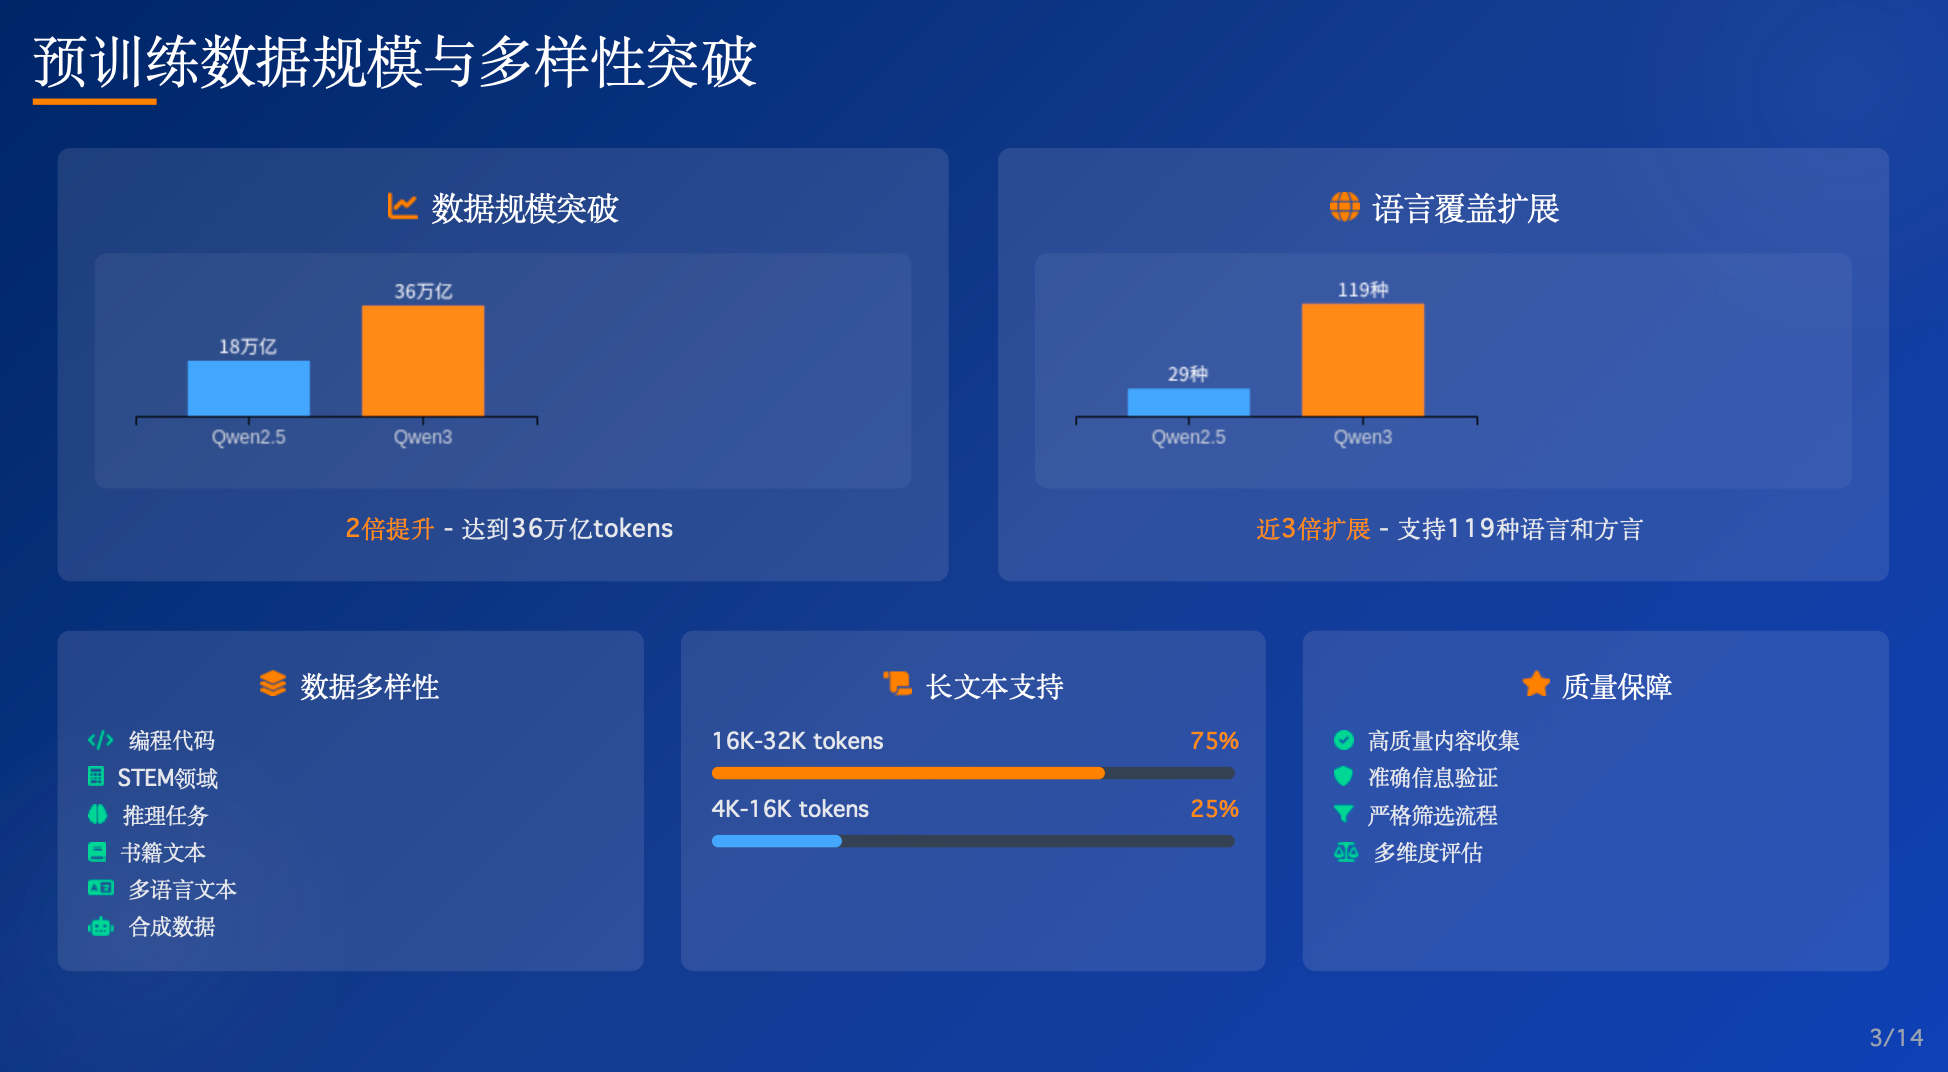 预训练数据规模与多样性突破
数据规模突破
36万亿
18万亿
Qwen2.5
Qwen3
2倍提升 - 达到36万亿tokens
语言覆盖扩展
119种
29种
Qwen2.5
Qwen3
近3倍扩展 - 支持119种语言和方言
数据多样性
编程代码
STEM领域
推理任务
书籍文本
多语言文本
合成数据
长文本支持
16K-32K tokens 75%
4K-16K tokens 25%
质量保障
高质量内容收集
准确信息验证
严格筛选流程
多维度评估
3/14